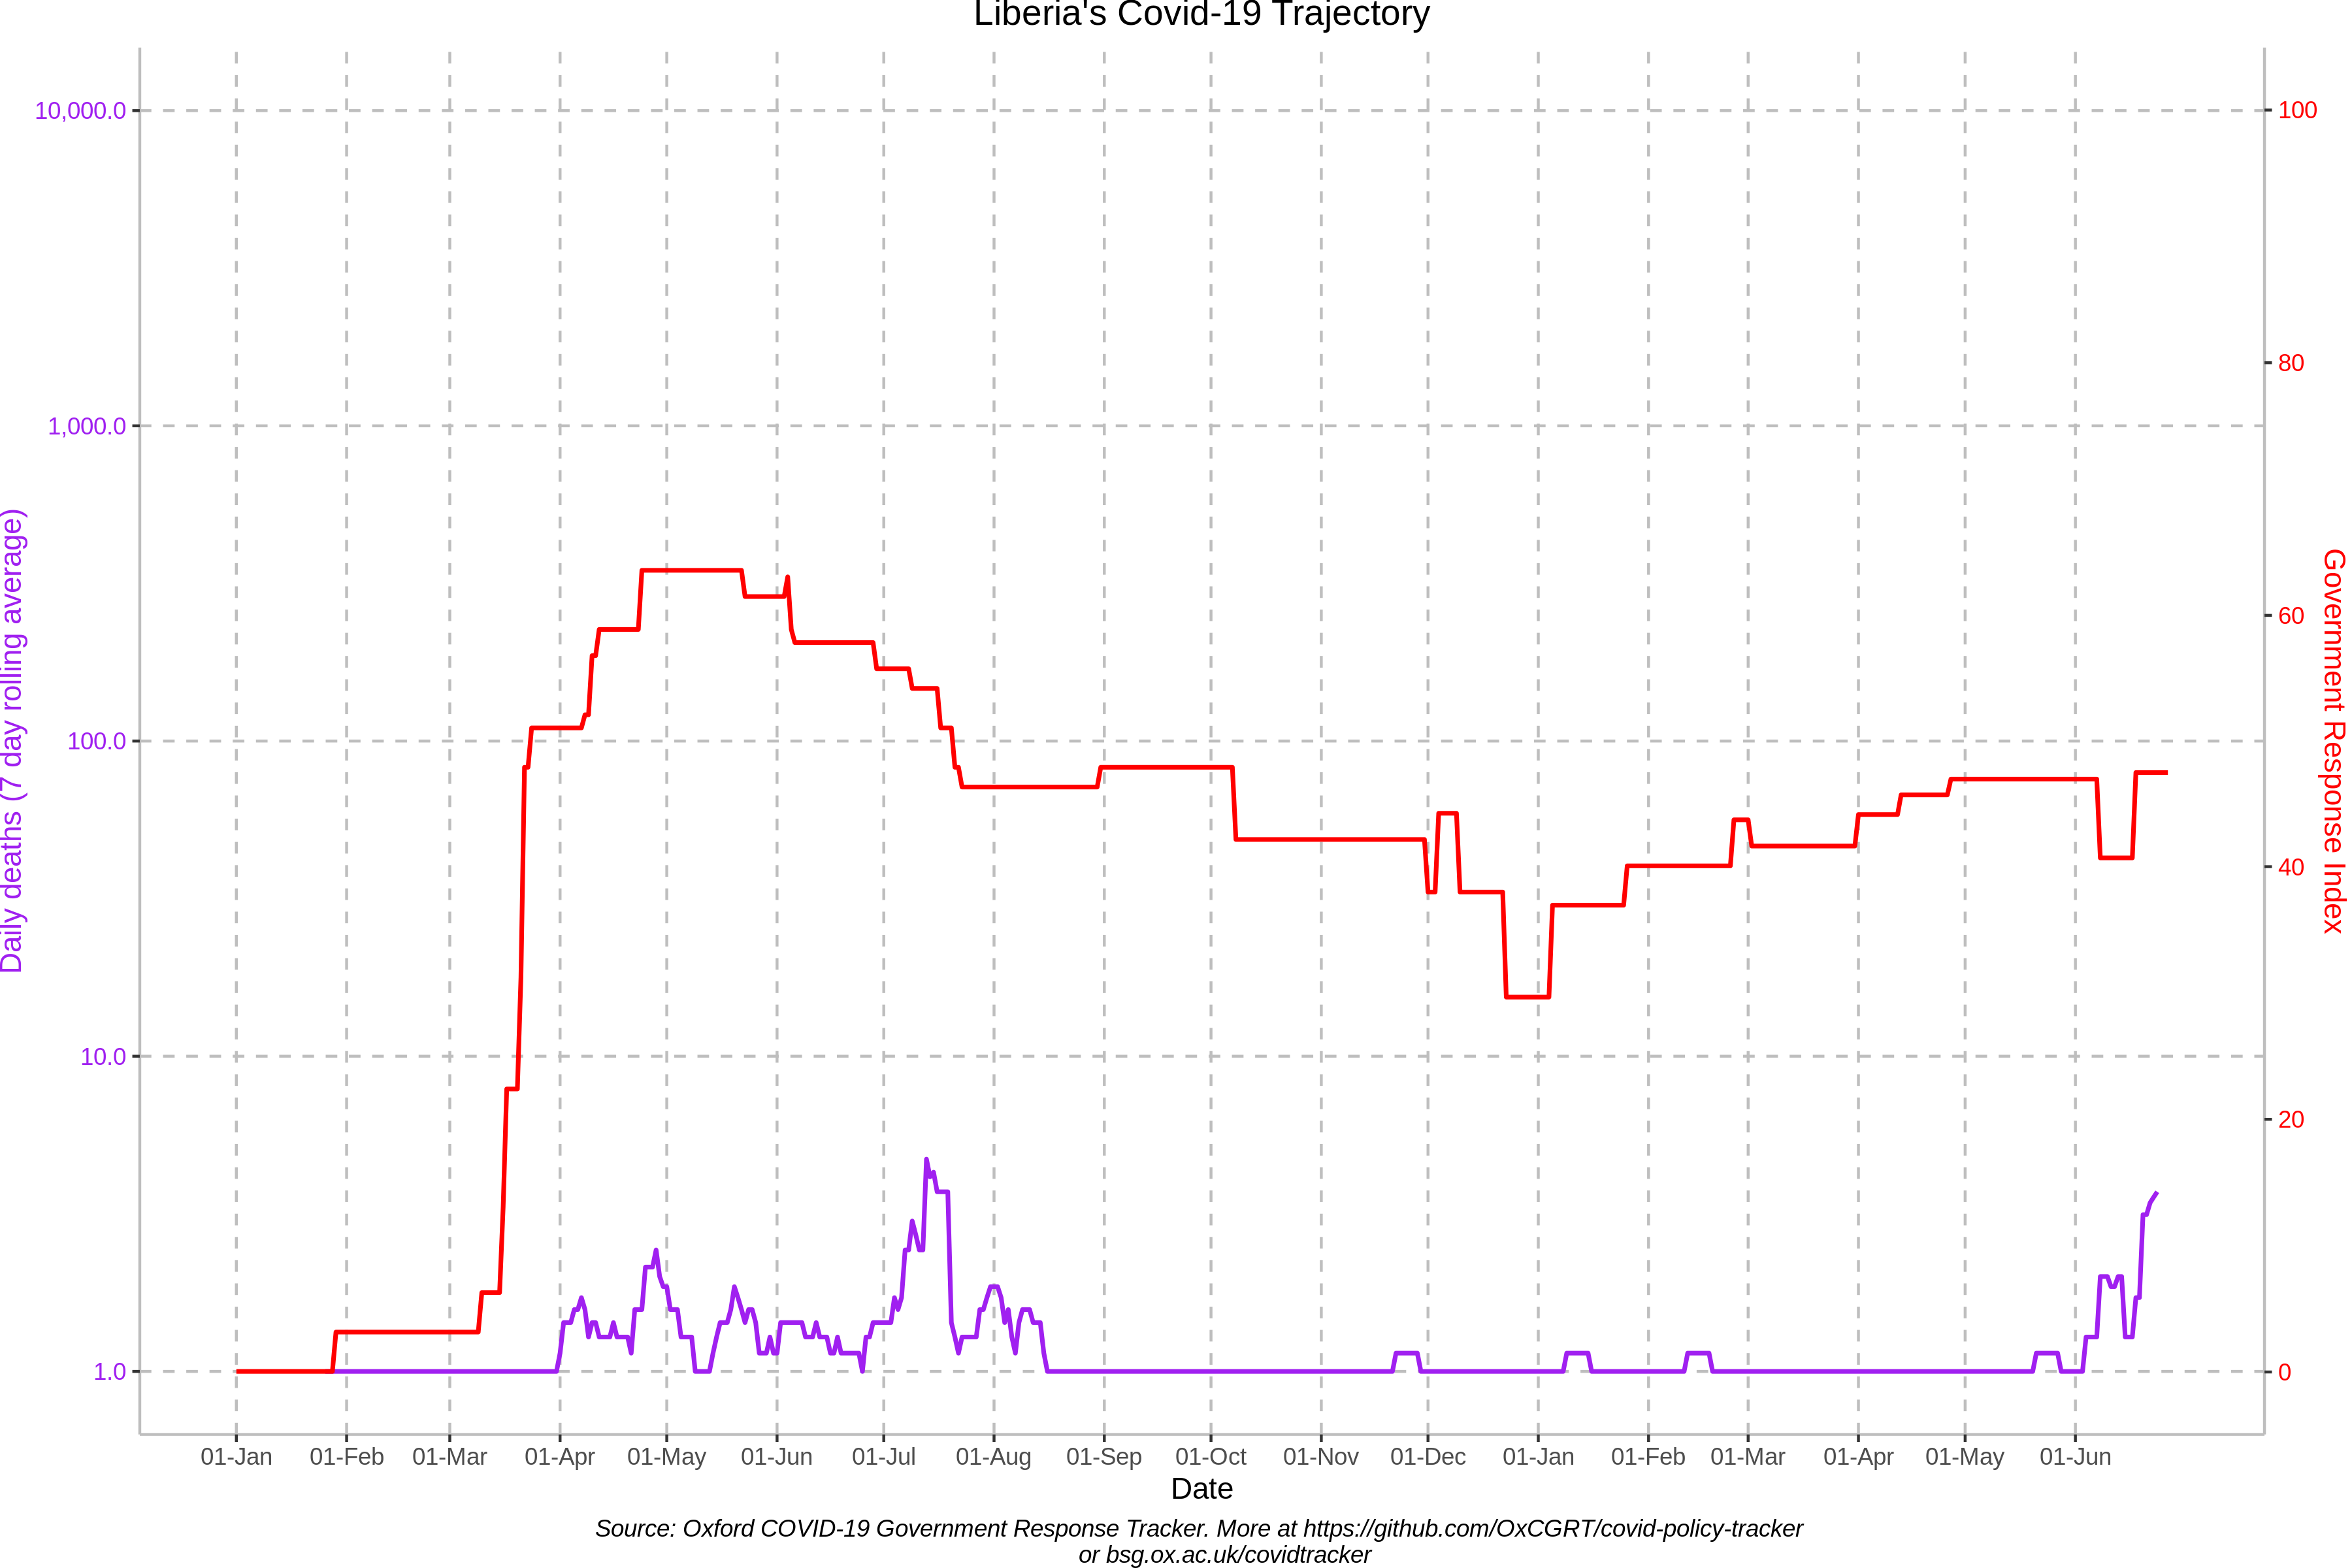 Liberia's Covid-19 Trajectory
10,000.0
1,000.0
100.0
10.0
1.0
Daily deaths (7 day rolling average)
100
80
60
40
20
0
Government Response Index
01-Jan 01-Feb 01-Mar 01-Apr 01-May 01-Jun 01-Jul 01-Aug 01-Sep 01-Oct 01-Nov 01-Dec 01-Jan 01-Feb 01-Mar 01-Apr 01-May 01-Jun
Date
Source: Oxford COVID-19 Government Response Tracker. More at https://github.com/OxCGRT/covid-policy-tracker
or bsg.ox.ac.uk/covidtracker